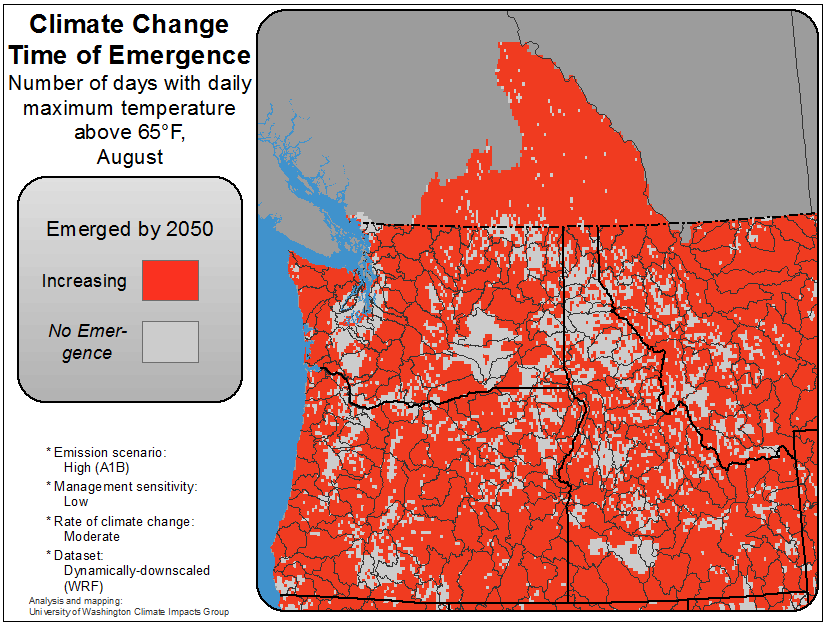 Climate Change
Time of Emergence
Number of days with daily
maximum temperature
above 65°F,
August
Emerged by 2050
Increasing
No Emer-
gence
* Emission scenario:
High (A1B)
* Management sensitivity:
Low
* Rate of climate change:
Moderate
* Dataset:
Dynamically-downscaled
(WRF)
Analysis and mapping:
University of Washington Climate Impacts Group